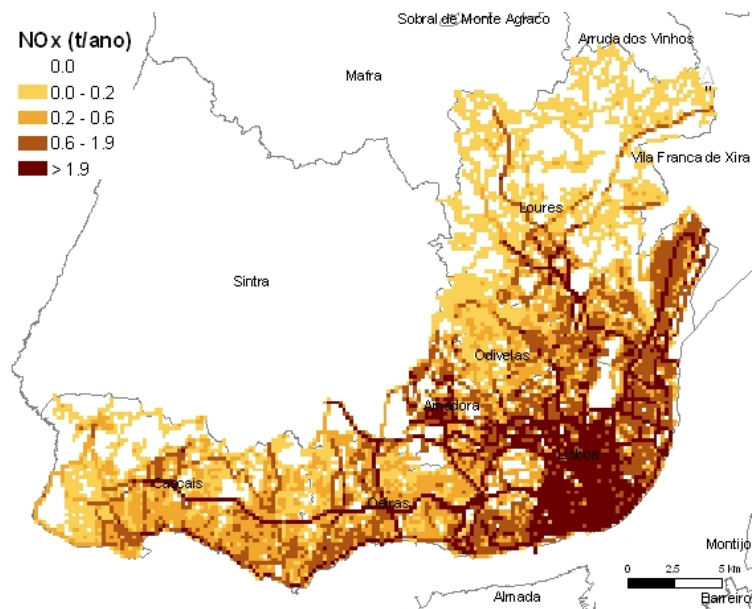 Sobral de Monte Agraço
NOx (t/ano)
Arruda dos Vinhos
0.0
Mafra
0.0 - 0.2
0.2 - 0.6
0.6 - 1.9
Vila Franca de Xira
> 1.9
Loures
Sintra
Odivelas
Amadora
Lisboa
Cascais
Oeiras
Montijo
0 2.5 5 Km
Almada
Barreiro